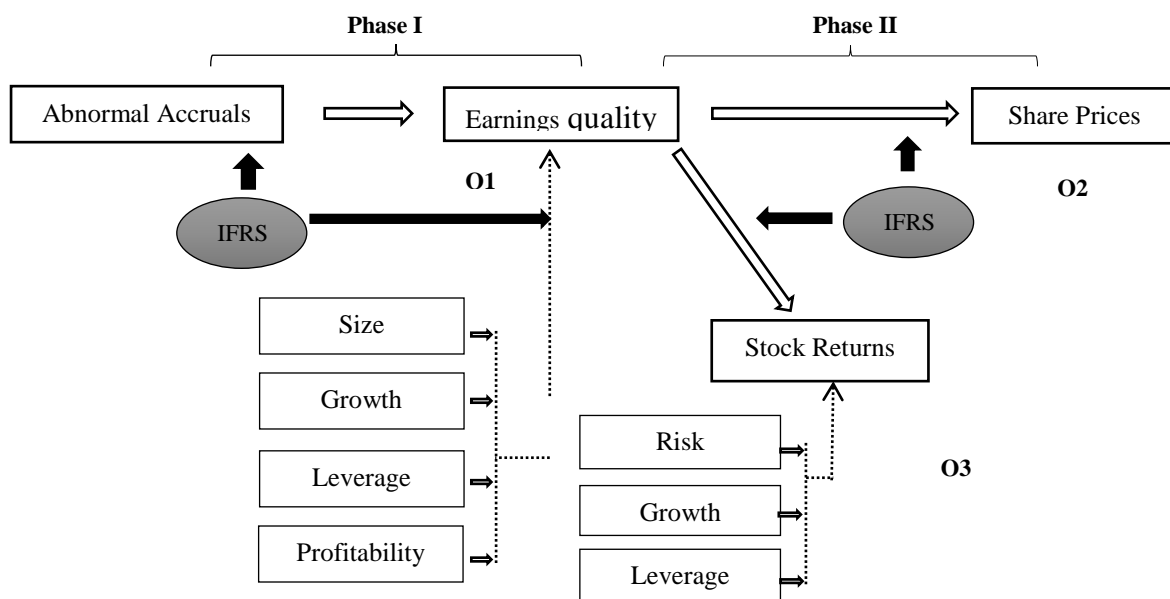 Phase I
Phase II
Abnormal Accruals
Earnings quality
Share Prices
O1
O2
IFRS
IFRS
Size
Stock Returns
Growth
Risk
Leverage
O3
Growth
Profitability
Leverage